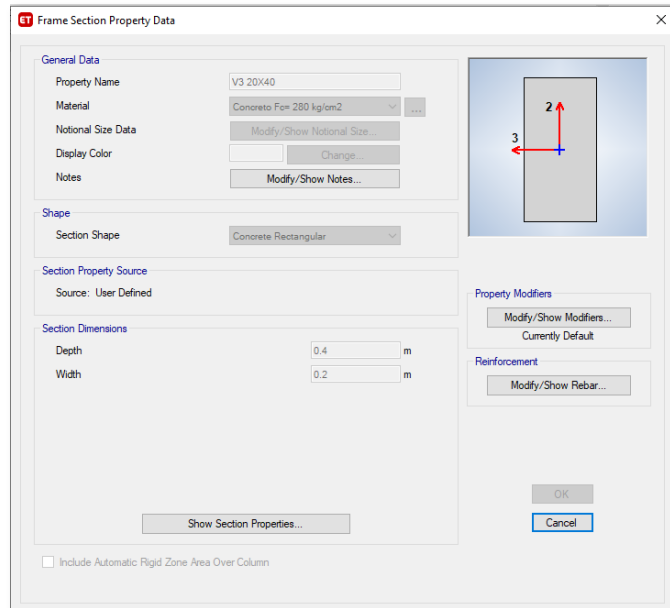 ET Frame Section Property Data
General Data
Property Name V3 20X40
Material Concreto Fc= 280 kg/cm2 ...
Notional Size Data Modify/Show Notional Size...
Display Color Change...
Notes Modify/Show Notes...
Shape
Section Shape Concrete Rectangular
Section Property Source
Source: User Defined
Section Dimensions
Depth 0.4 m
Width 0.2 m
Show Section Properties...
Include Automatic Rigid Zone Area Over Column
2
3
Property Modifiers
Modify/Show Modifiers...
Currently Default
Reinforcement
Modify/Show Rebar...
OK
Cancel